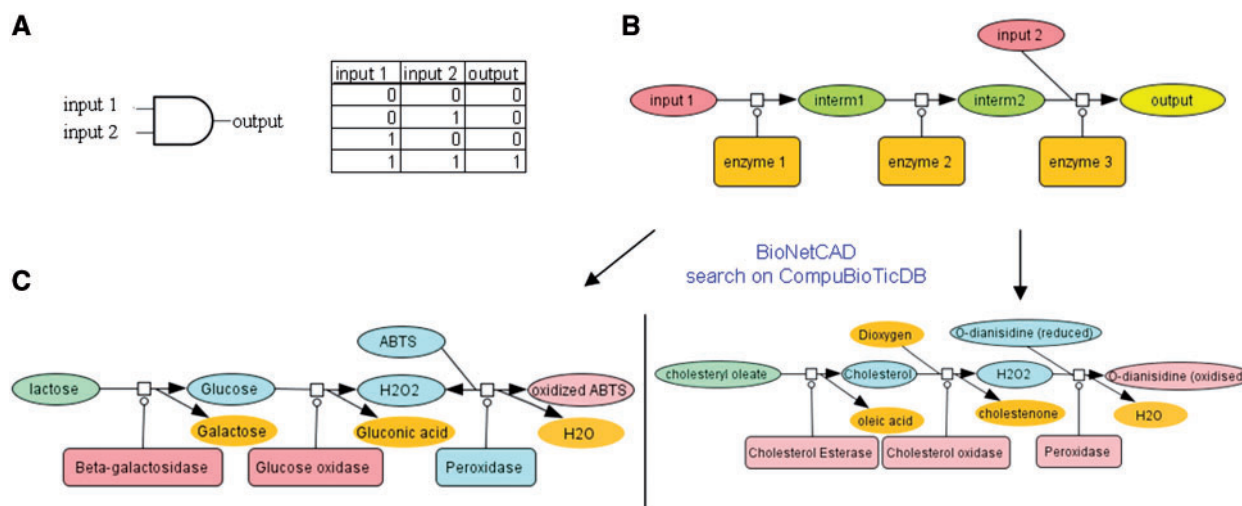 A
input 1
input 2
output
input 1 input 2 output
0 0 0
0 1 0
1 0 0
1 1 1
B
input 2
input 1 interm1 interm2 output
enzyme 1 enzyme 2 enzyme 3
BioNetCAD
search on CompuBioTicDB
C
ABTS
lactose Glucose H2O2 oxidized ABTS
Galactose Gluconic acid H2O
Beta-galactosidase Glucose oxidase Peroxidase
Dioxygen O-dianisidine (reduced)
cholesteryl oleate Cholesterol H2O2 O-dianisidine (oxidised
oleic acid cholestenone H2O
Cholesterol Esterase Cholesterol oxidase Peroxidase